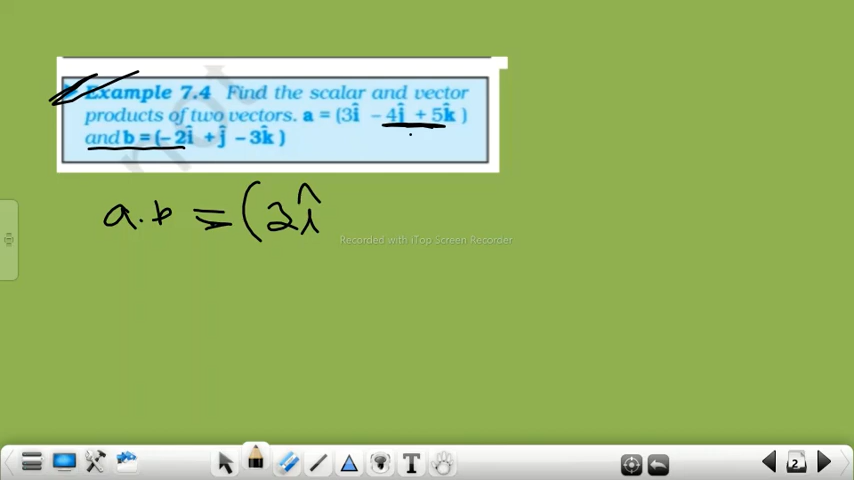 Example 7.4 Find the scalar and vector
products of two vectors. a = (3î – 4ĵ + 5k̂ )
and b = (– 2î + ĵ – 3k̂ )
a.b = (3î
Recorded with iTop Screen Recorder
T
2